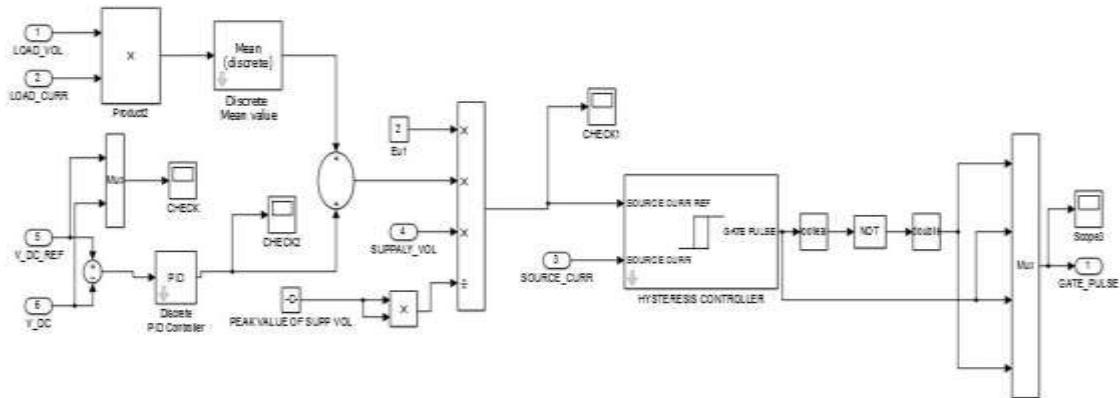 1
LOAD_VOL
2
LOAD_CURR
X
Product2
Mean
(discrete)
Discrete
Mean value
+
+
Mux
CHECK
CHECK2
5
V_DC_REF
6
V_DC
+
−
PID
Discrete
PID Controller
2
Eu1
4
SUPPALY_VOL
-C-
PEAK VALUE OF SUPP VOL
X
X
X
X
÷
CHECK1
SOURCE CURR REF
GATE PULSE
SOURCE CURR
HYSTERESIS CONTROLLER
3
SOURCE_CURR
boolea
NOT
double
Mux
Scope3
1
GATE_PULSE